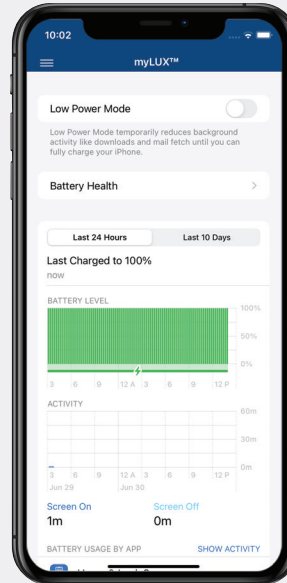 10:02
myLUX™
Low Power Mode
Low Power Mode temporarily reduces background
activity like downloads and mail fetch until you can
fully charge your iPhone.
Battery Health
Last 24 Hours Last 10 Days
Last Charged to 100%
now
BATTERY LEVEL
100%
50%
0%
3 6 9 12 A 3 6 9 12 P
ACTIVITY
60m
30m
0m
3 6 9 12 A 3 6 9 12 P
Jun 29 Jun 30
Screen On Screen Off
1m 0m
BATTERY USAGE BY APP SHOW ACTIVITY